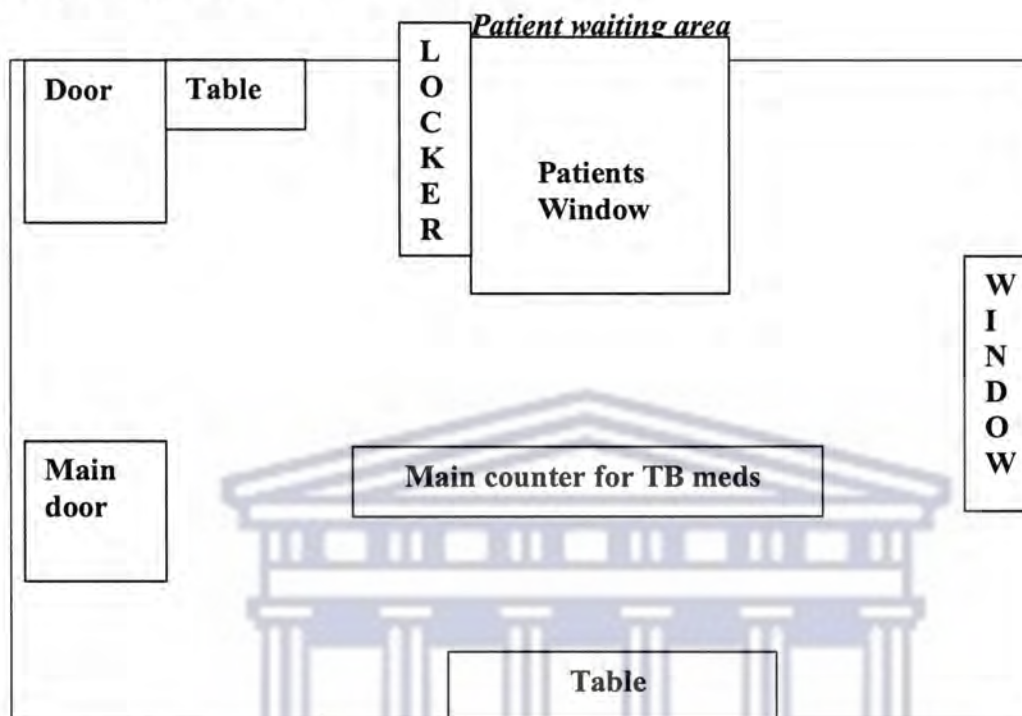 Patient waiting area
Door
Table
L
O
C
K
E
R
Patients
Window
W
I
N
D
O
W
Main
door
Main counter for TB meds
Table